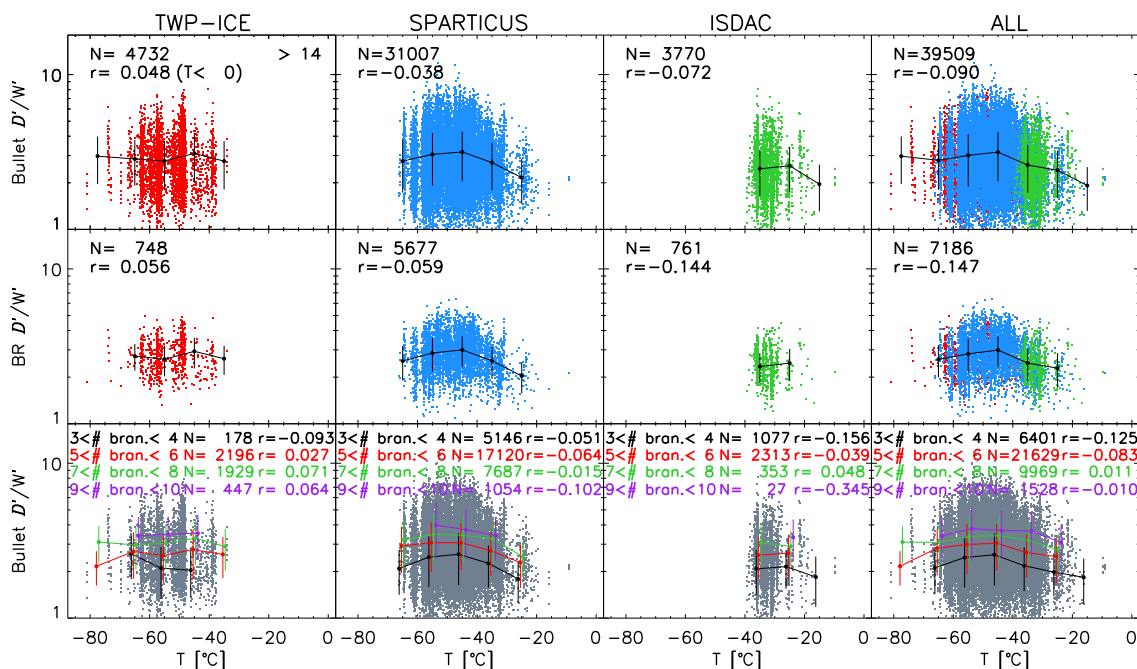 TWP-ICE SPARTICUS ISDAC ALL
N= 4732 > 14 N=31007 N= 3770 N=39509
r= 0.048 (T< 0) r=-0.038 r=-0.072 r=-0.090
10
Bullet D'/W'
1
N= 748 N= 5677 N= 761 N= 7186
r= 0.056 r=-0.059 r=-0.144 r=-0.147
10
BR D'/W'
1
3<# bran.< 4 N= 178 r=-0.093 3<# bran.< 4 N= 5146 r=-0.051 3<# bran.< 4 N= 1077 r=-0.156 3<# bran.< 4 N= 6401 r=-0.125
5<# bran.< 6 N= 2196 r= 0.027 5<# bran.< 6 N=17120 r=-0.064 5<# bran.< 6 N= 2313 r=-0.039 5<# bran.< 6 N=21629 r=-0.083
7<# bran.< 8 N= 1929 r= 0.071 7<# bran.< 8 N= 7687 r=-0.015 7<# bran.< 8 N= 353 r= 0.048 7<# bran.< 8 N= 9969 r= 0.011
9<# bran.<10 N= 447 r= 0.064 9<# bran.<10 N= 1054 r=-0.102 9<# bran.<10 N= 27 r=-0.345 9<# bran.<10 N= 1528 r=-0.010
10
Bullet D'/W'
1
-80 -60 -40 -20 0 -80 -60 -40 -20 0 -80 -60 -40 -20 0 -80 -60 -40 -20 0
T [°C] T [°C] T [°C] T [°C]